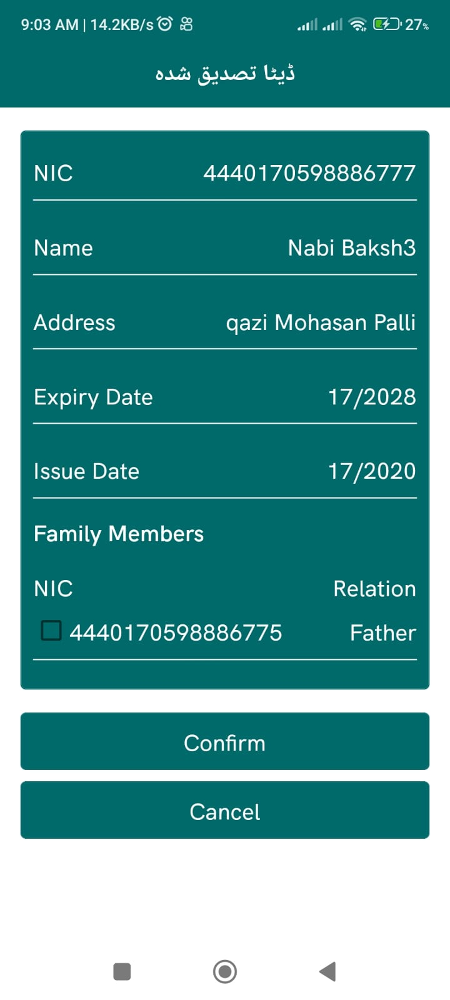 9:03 AM | 14.2KB/s 27%
ڈیٹا تصدیق شدہ
NIC 4440170598886777
Name Nabi Baksh3
Address qazi Mohasan Palli
Expiry Date 17/2028
Issue Date 17/2020
Family Members
NIC Relation
4440170598886775 Father
Confirm
Cancel